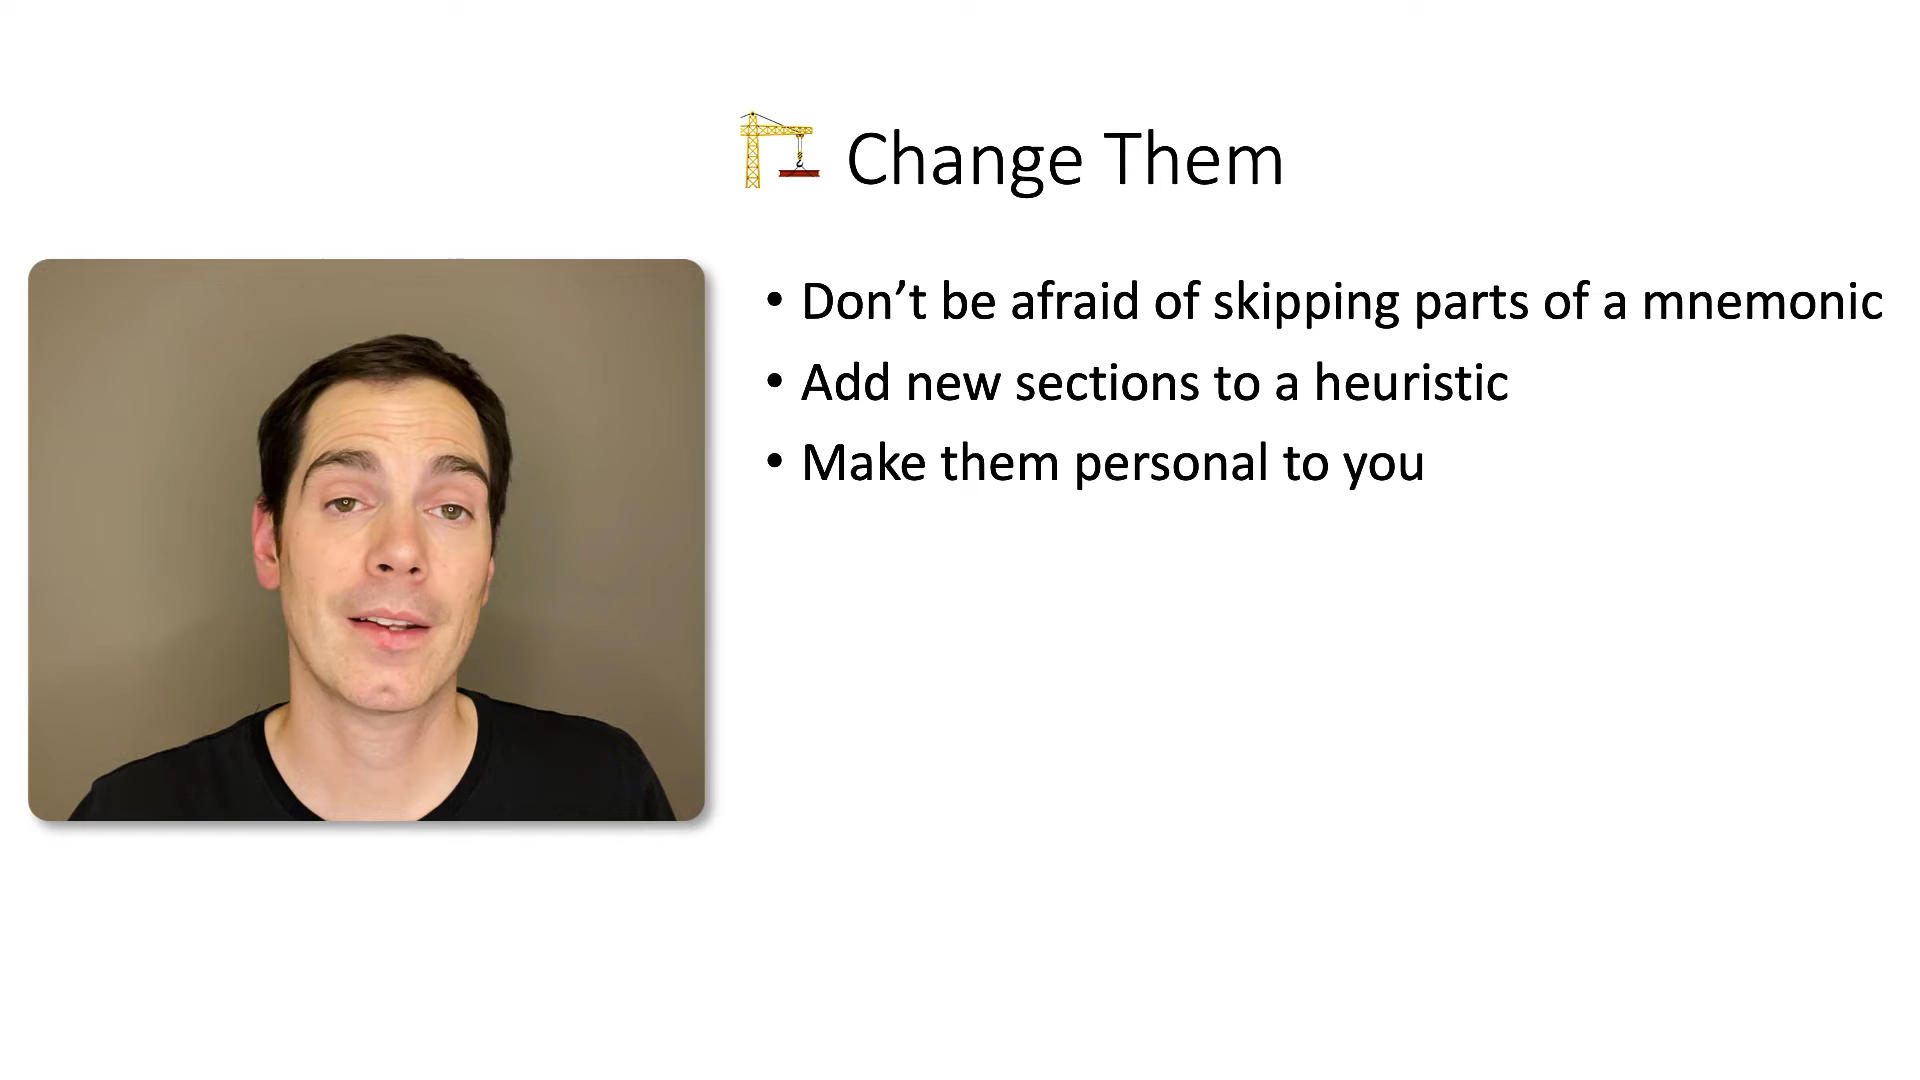 Change Them
• Don’t be afraid of skipping parts of a mnemonic
• Add new sections to a heuristic
• Make them personal to you